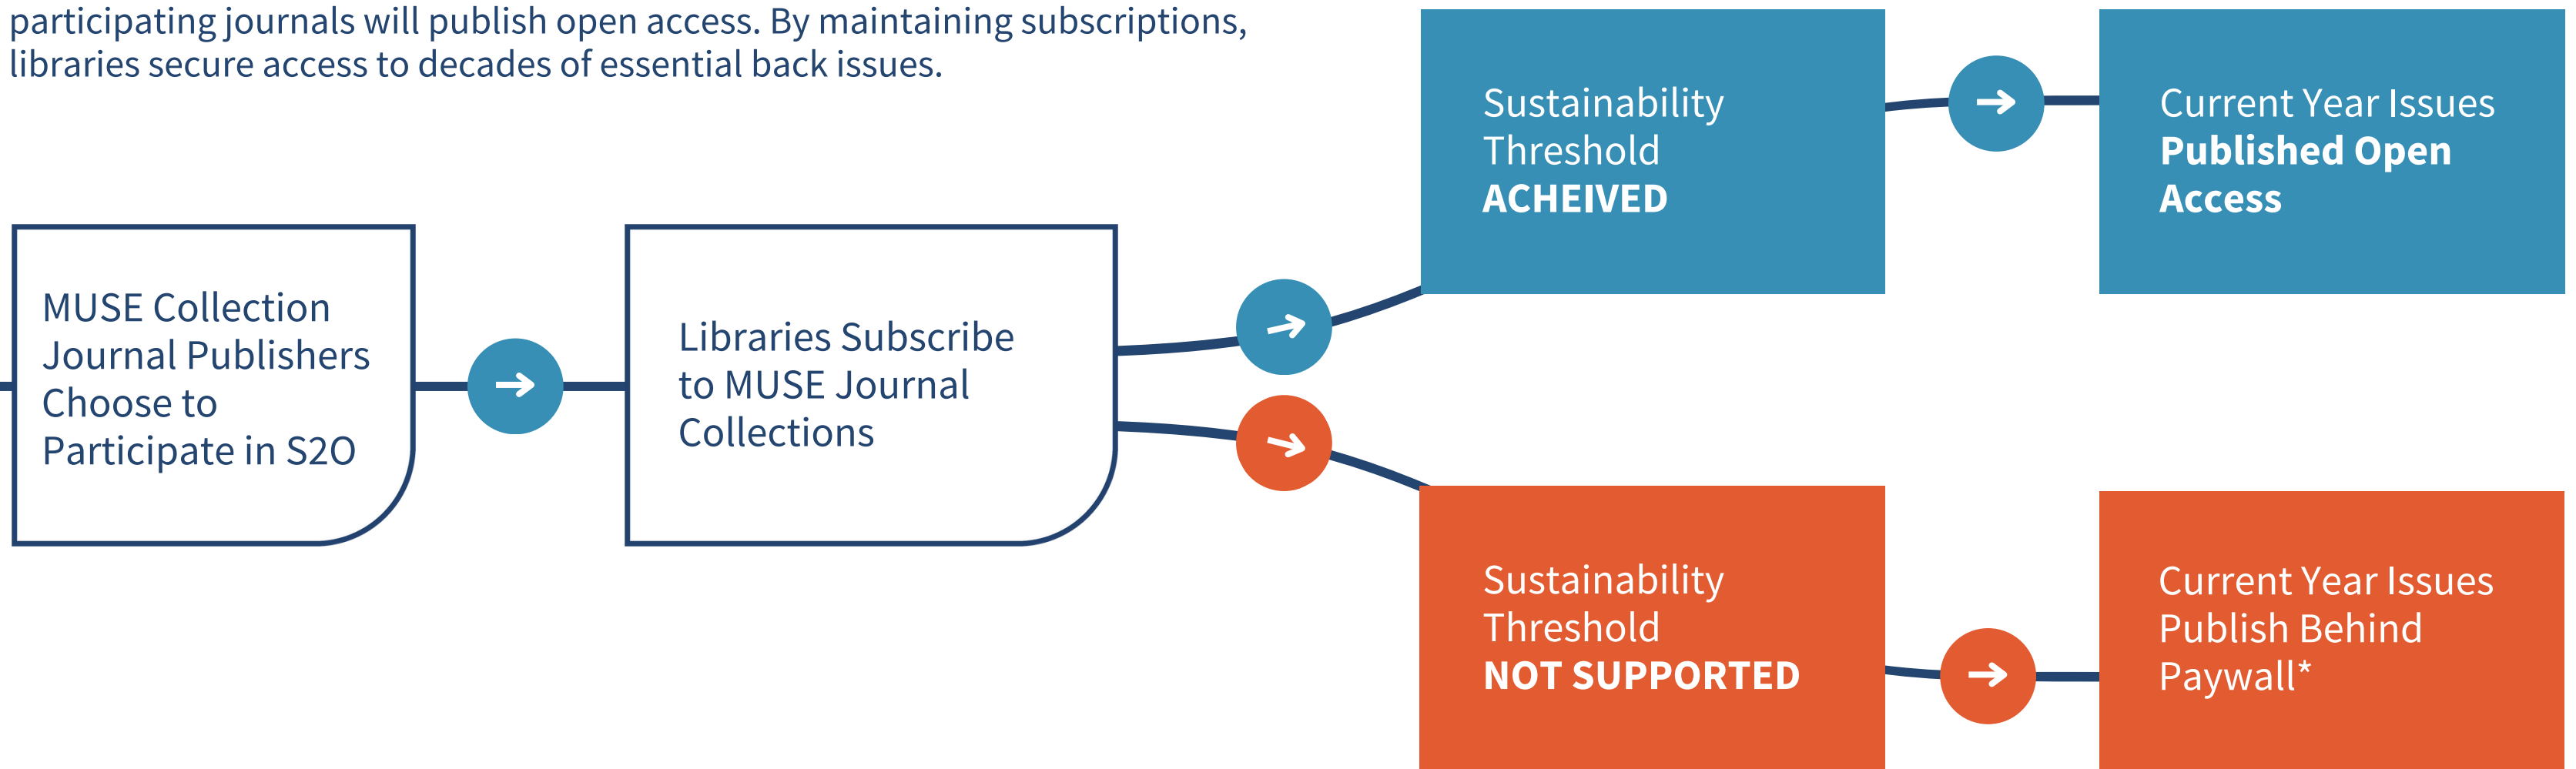 participating journals will publish open access. By maintaining subscriptions,
libraries secure access to decades of essential back issues.
MUSE Collection
Journal Publishers
Choose to
Participate in S2O
Libraries Subscribe
to MUSE Journal
Collections
Sustainability
Threshold
ACHEIVED
Current Year Issues
Published Open
Access
Sustainability
Threshold
NOT SUPPORTED
Current Year Issues
Publish Behind
Paywall*